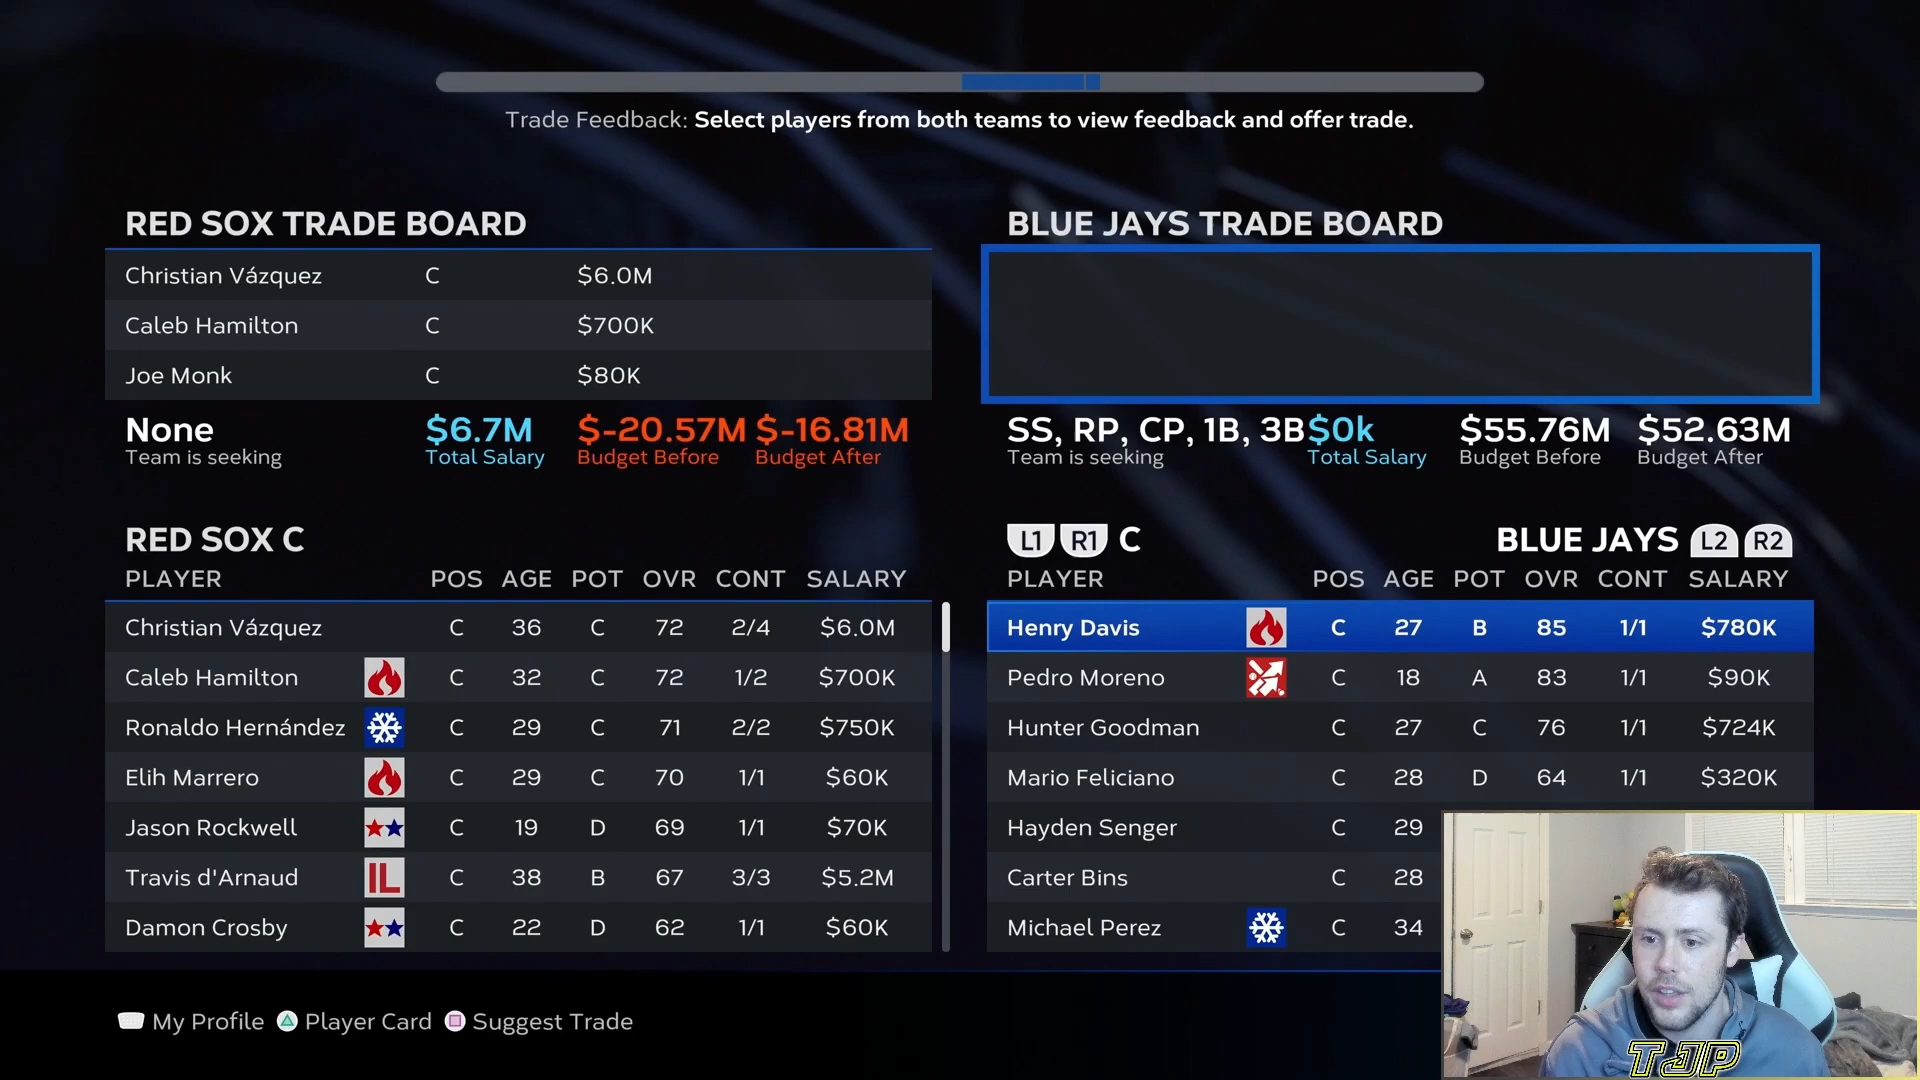 Trade Feedback: Select players from both teams to view feedback and offer trade.
RED SOX TRADE BOARD
Christian Vázquez C $6.0M
Caleb Hamilton C $700K
Joe Monk C $80K
None $6.7M $-20.57M $-16.81M
Team is seeking Total Salary Budget Before Budget After
BLUE JAYS TRADE BOARD
SS, RP, CP, 1B, 3B $0k $55.76M $52.63M
Team is seeking Total Salary Budget Before Budget After
RED SOX C
PLAYER POS AGE POT OVR CONT SALARY
Christian Vázquez C 36 C 72 2/4 $6.0M
Caleb Hamilton C 32 C 72 1/2 $700K
Ronaldo Hernández C 29 C 71 2/2 $750K
Elih Marrero C 29 C 70 1/1 $60K
Jason Rockwell C 19 D 69 1/1 $70K
Travis d'Arnaud IL C 38 B 67 3/3 $5.2M
Damon Crosby C 22 D 62 1/1 $60K
L1 R1 C BLUE JAYS L2 R2
PLAYER POS AGE POT OVR CONT SALARY
Henry Davis C 27 B 85 1/1 $780K
Pedro Moreno C 18 A 83 1/1 $90K
Hunter Goodman C 27 C 76 1/1 $724K
Mario Feliciano C 28 D 64 1/1 $320K
Hayden Senger C 29
Carter Bins C 28
Michael Perez C 34
My Profile Player Card Suggest Trade
TJP